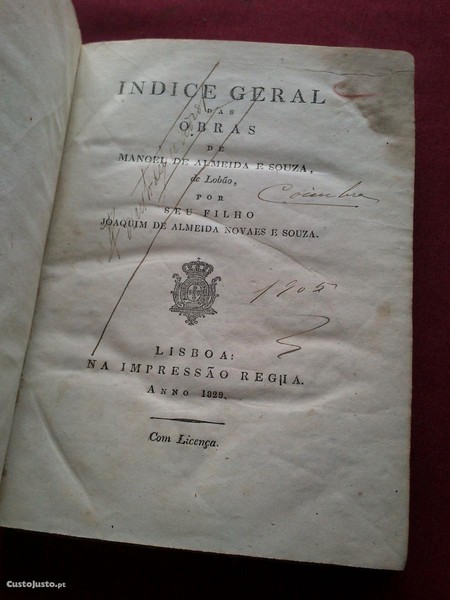 INDICE GERAL
DAS
OBRAS
DE
MANOEL DE ALMEIDA E SOUZA,
de Lobão,
POR
SEU FILHO
JOAQUIM DE ALMEIDA NOVAES E SOUZA.
Coimbra
1905
LISBOA:
NA IMPRESSÃO REGIA.
ANNO 1829.
Com Licença.
CustoJusto.pt